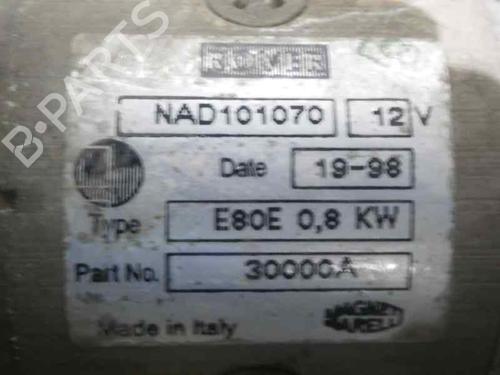 ROVER
NAD101070 12 V
Date 19-98
Type E80E 0,8 KW
Part No. 30000A
Made in Italy
MAGNETI MARELLI
B-PARTS